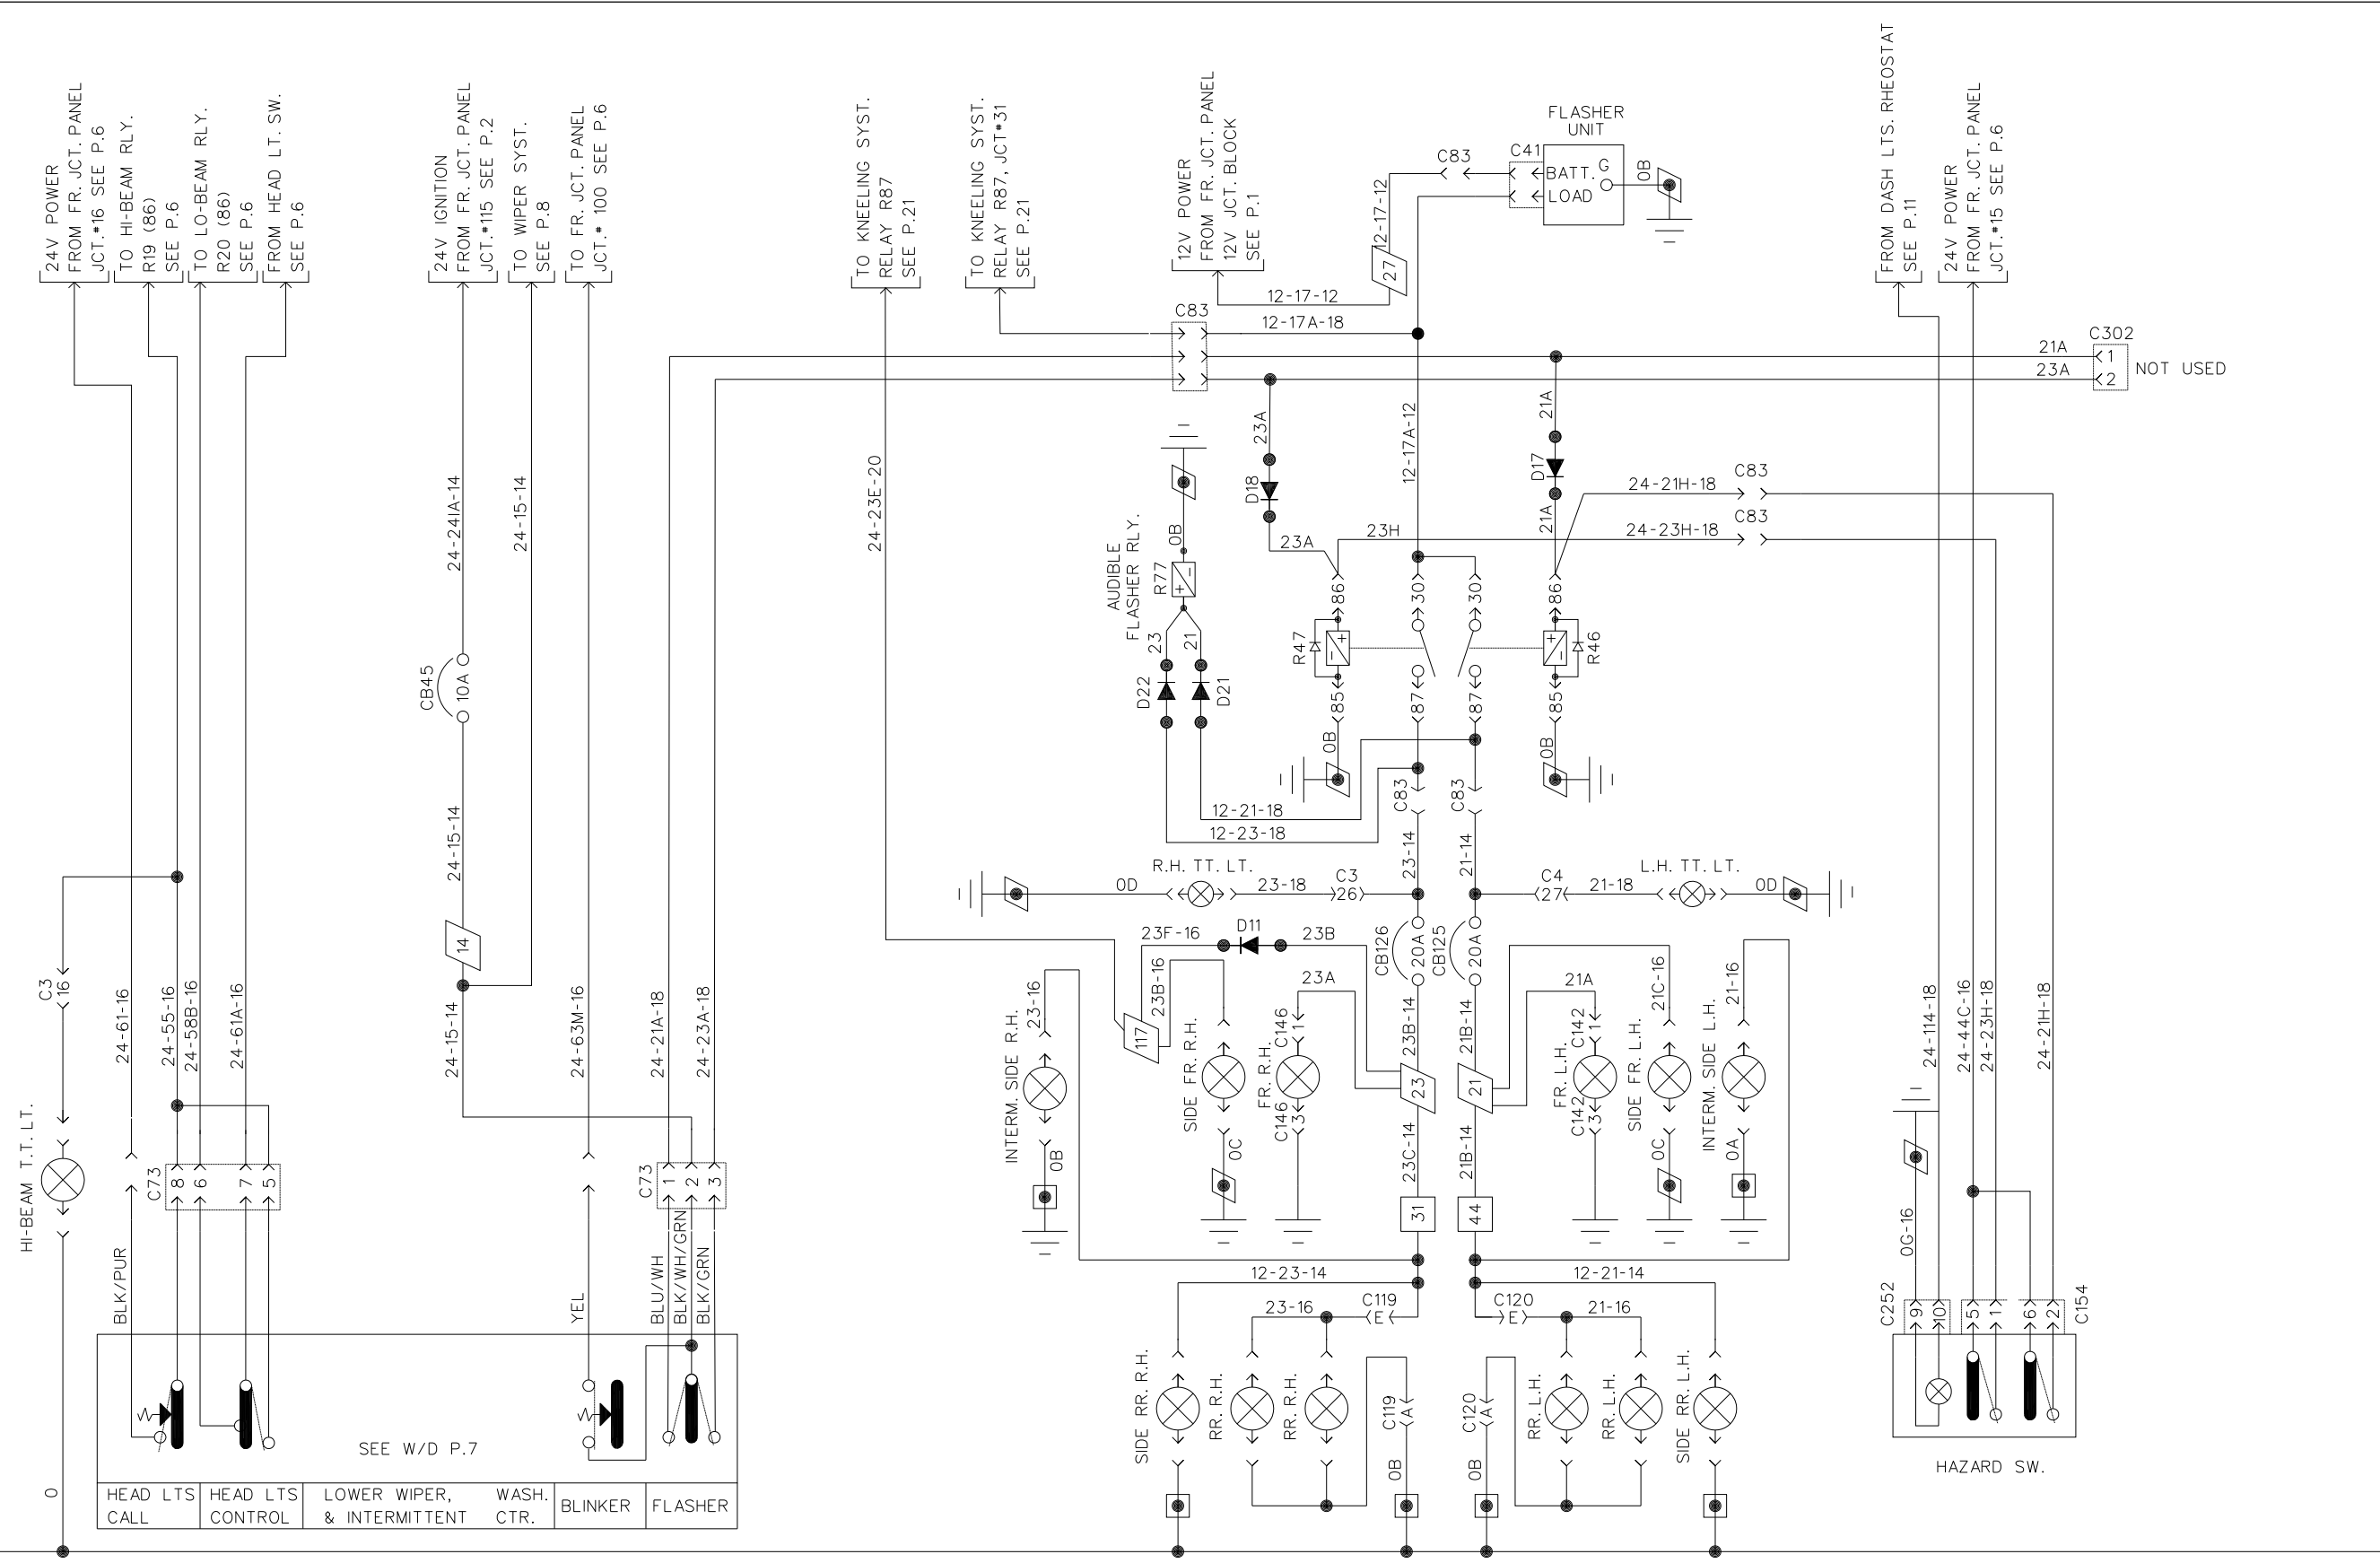 24V POWER
FROM FR. JCT. PANEL
JCT.#16 SEE P.6
TO HI-BEAM RLY.
R19 (86)
SEE P.6
TO LO-BEAM RLY.
R20 (86)
SEE P.6
FROM HEAD LT. SW.
SEE P.6
24V IGNITION
FROM FR. JCT. PANEL
JCT.#115 SEE P.2
TO WIPER SYST.
SEE P.8
TO FR. JCT. PANEL
JCT.# 100 SEE P.6
TO KNEELING SYST.
RELAY R87
SEE P.21
TO KNEELING SYST.
RELAY R87, JCT#31
SEE P.21
12V POWER
FROM FR. JCT. PANEL
12V JCT. BLOCK
SEE P.1
FLASHER
UNIT
C83
C41
BATT.
G
LOAD
0B
12-17-12
27
12-17-12
FROM DASH LTS. RHEOSTAT
SEE P.11
24V POWER
FROM FR. JCT. PANEL
JCT.#15 SEE P.6
C83
12-17A-18
C302
21A
1
23A
2
NOT USED
23A
12-17A-12
21A
D18
D17
24-21H-18
C83
21A
23A
23H
24-23H-18
C83
24-24IA-14
24-15-14
24-23E-20
0B
AUDIBLE
FLASHER RLY.
R77
+
-
23
21
D22
D21
86
30
30
86
R47
-
+
+
-
R46
85
87
87
85
0B
0B
C83
C83
12-21-18
12-23-18
CB45
10A
24-15-14
14
24-15-14
23-14
21-14
R.H. TT. LT.
L.H. TT. LT.
0D
23-18
C3
26
C4
27
21-18
0D
CB126
20A
CB125
20A
23F-16
D11
23B
23A
21A
21C-16
21-16
23-16
23B-16
117
INTERM. SIDE R.H.
SIDE FR. R.H.
FR. R.H.
C146
1
C146
3
23B-14
21B-14
23
21
C142
1
C142
3
FR. L.H.
SIDE FR. L.H.
INTERM. SIDE L.H.
0B
0C
0C
0A
23C-14
21B-14
31
44
C3
16
24-61-16
24-55-16
24-58B-16
24-61A-16
24-63M-16
24-21A-18
24-23A-18
24-114-18
24-44C-16
24-23H-18
24-21H-18
HI-BEAM T.T. LT.
C73
8
6
7
5
C73
1
2
3
BLK/PUR
YEL
BLU/WH
BLK/WH/GRN
BLK/GRN
12-23-14
12-21-14
23-16
C119
E
C120
E
21-16
SIDE RR. R.H.
RR. R.H.
RR. R.H.
C119
A
C120
A
RR. L.H.
RR. L.H.
SIDE RR. L.H.
0B
0B
0G-16
C252
9
10
5
1
6
2
C154
HAZARD SW.
SEE W/D P.7
0
HEAD LTS
CALL
HEAD LTS
CONTROL
LOWER WIPER,
& INTERMITTENT
WASH.
CTR.
BLINKER
FLASHER